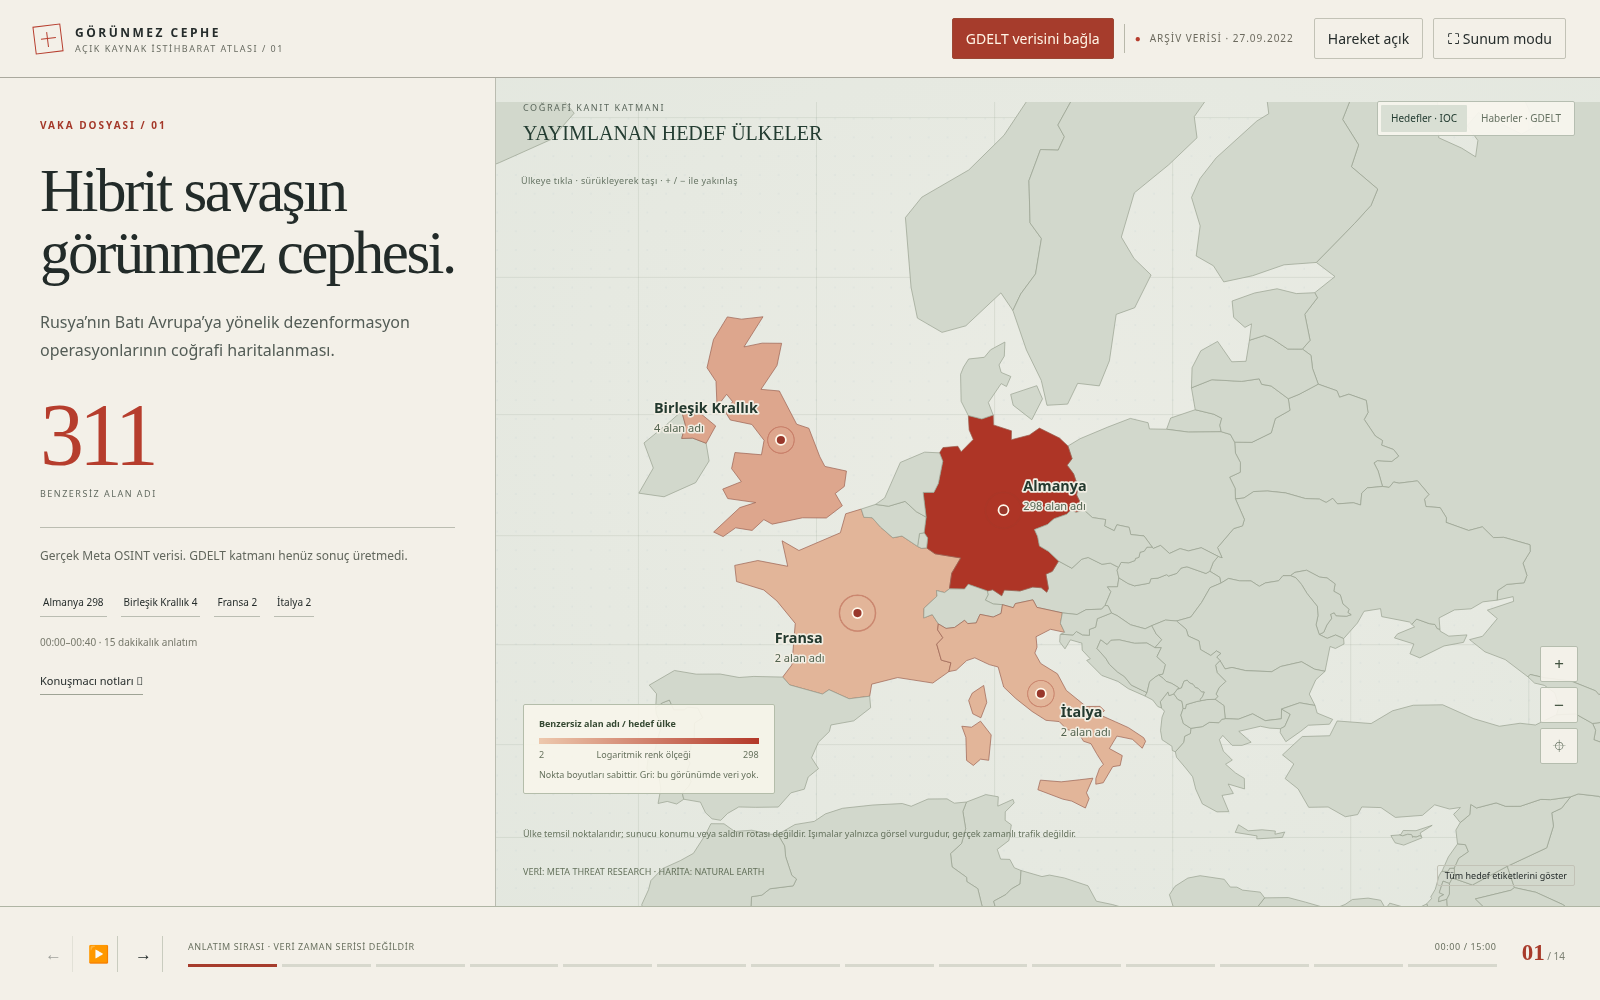 GÖRÜNMEZ CEPHE
AÇIK KAYNAK İSTİHBARAT ATLASI / 01
GDELT verisini bağla
ARŞİV VERİSİ · 27.09.2022
Hareket açık
Sunum modu
VAKA DOSYASI / 01
Hibrit savaşın
görünmez cephesi.
Rusya’nın Batı Avrupa’ya yönelik dezenformasyon
operasyonlarının coğrafi haritalanması.
311
BENZERSİZ ALAN ADI
Gerçek Meta OSINT verisi. GDELT katmanı henüz sonuç üretmedi.
Almanya 298
Birleşik Krallık 4
Fransa 2
İtalya 2
00:00–00:40 · 15 dakikalık anlatım
Konuşmacı notları
COĞRAFİ KANIT KATMANI
YAYIMLANAN HEDEF ÜLKELER
Ülkeye tıkla · sürükleyerek taşı · + / − ile yakınlaş
Hedefler · IOC
Haberler · GDELT
Birleşik Krallık
4 alan adı
Almanya
298 alan adı
Fransa
2 alan adı
İtalya
2 alan adı
+
−
Benzersiz alan adı / hedef ülke
2 Logaritmik renk ölçeği 298
Nokta boyutları sabittir. Gri: bu görünümde veri yok.
Ülke temsil noktalarıdır; sunucu konumu veya saldırı rotası değildir. Işımalar yalnızca görsel vurgudur, gerçek zamanlı trafik değildir.
VERİ: META THREAT RESEARCH · HARİTA: NATURAL EARTH
Tüm hedef etiketlerini göster
← →
ANLATIM SIRASI · VERİ ZAMAN SERİSİ DEĞİLDİR
00:00 / 15:00
01 / 14